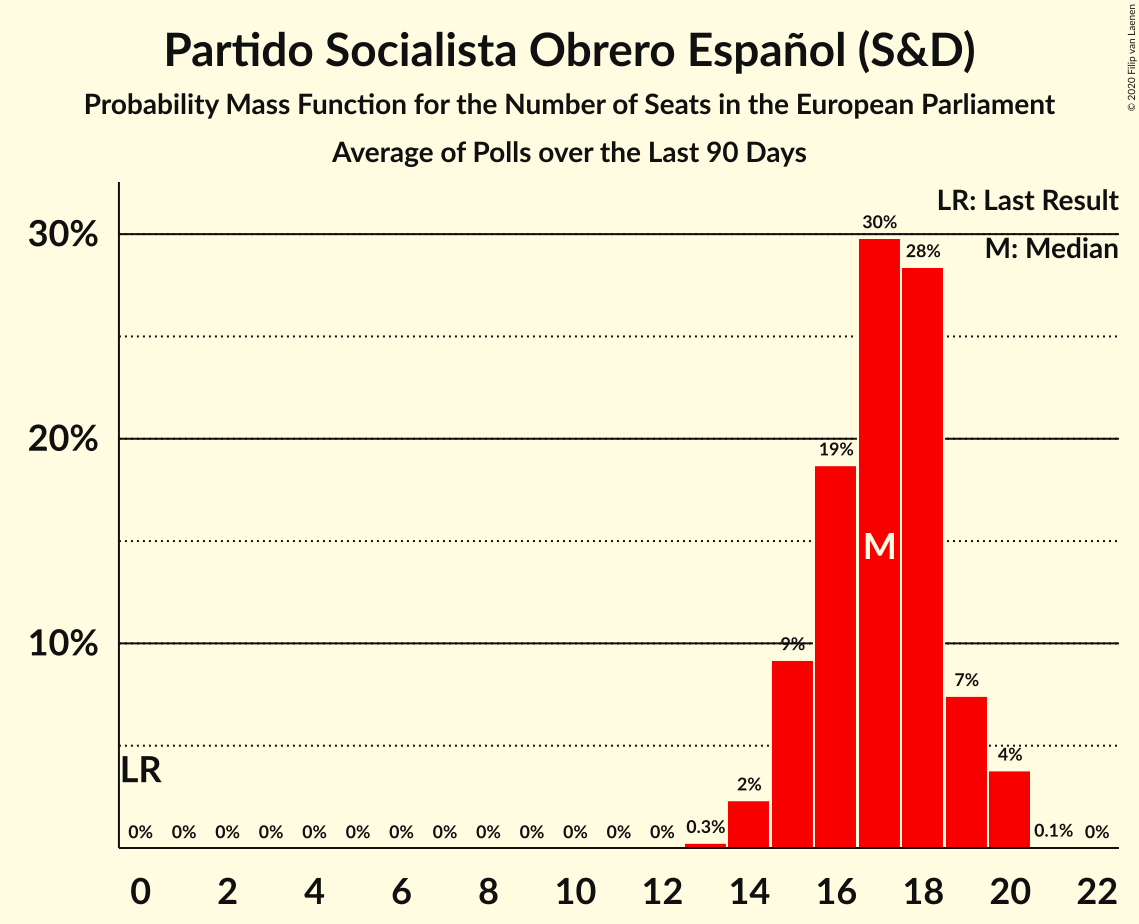 Partido Socialista Obrero Español (S&D)
Probability Mass Function for the Number of Seats in the European Parliament
Average of Polls over the Last 90 Days
© 2020 Filip van Laenen
LR: Last Result
M: Median
30%
20%
10%
30%
28%
19%
M
9%
7%
4%
LR
2%
0% 0% 0% 0% 0% 0% 0% 0% 0% 0% 0% 0% 0% 0.3% 0.1% 0%
0 2 4 6 8 10 12 14 16 18 20 22